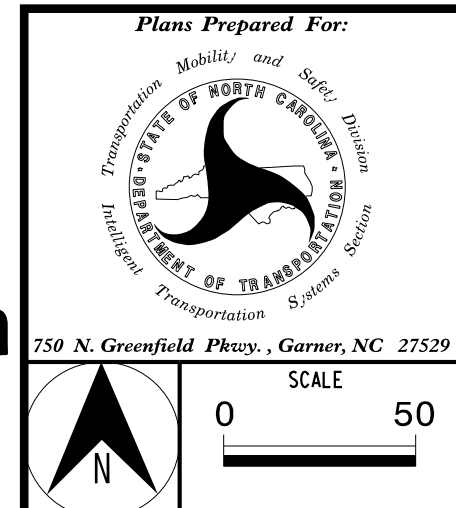 Plans Prepared For:
Transportation Mobility and Safety Division
STATE OF NORTH CAROLINA
DEPARTMENT OF TRANSPORTATION
Intelligent Transportation Systems Section
750 N. Greenfield Pkwy. , Garner, NC 27529
N
SCALE
0 50